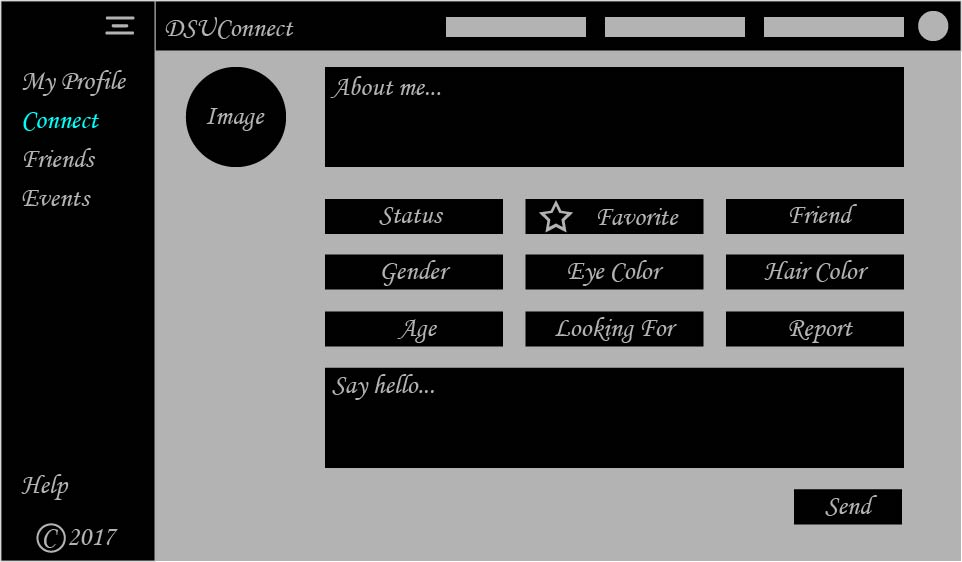 DSUConnect
My Profile
Connect
Friends
Events
Help
© 2017
Image
About me...
Status
Favorite
Friend
Gender
Eye Color
Hair Color
Age
Looking For
Report
Say hello...
Send